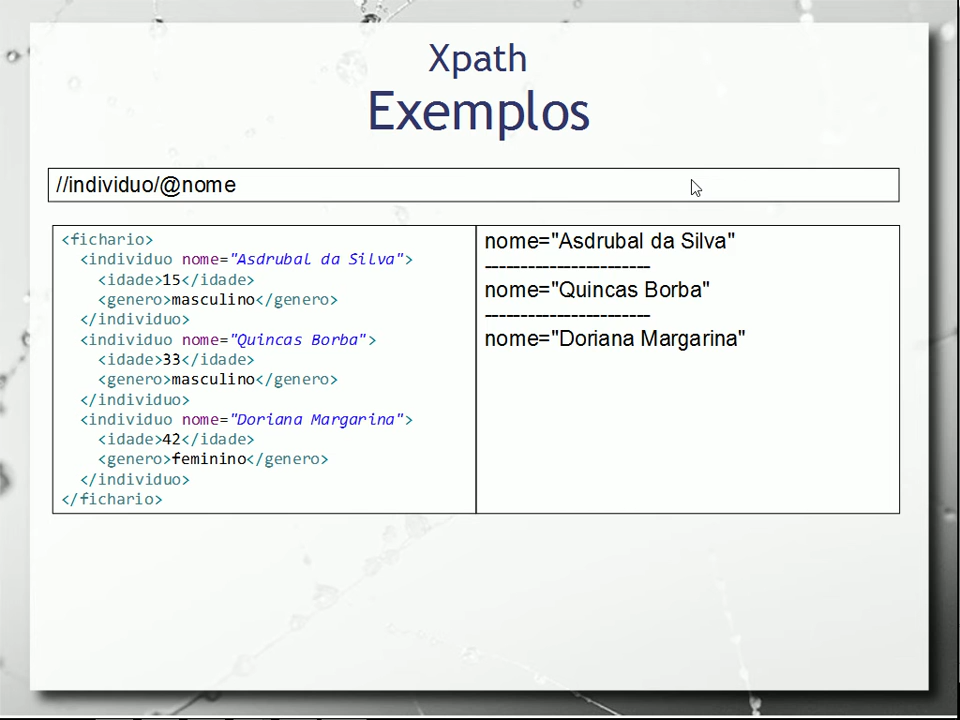 Xpath
Exemplos
//individuo/@nome
<fichario>
<individuo nome="Asdrubal da Silva">
<idade>15</idade>
<genero>masculino</genero>
</individuo>
<individuo nome="Quincas Borba">
<idade>33</idade>
<genero>masculino</genero>
</individuo>
<individuo nome="Doriana Margarina">
<idade>42</idade>
<genero>feminino</genero>
</individuo>
</fichario>
nome="Asdrubal da Silva"
-----------------------
nome="Quincas Borba"
-----------------------
nome="Doriana Margarina"